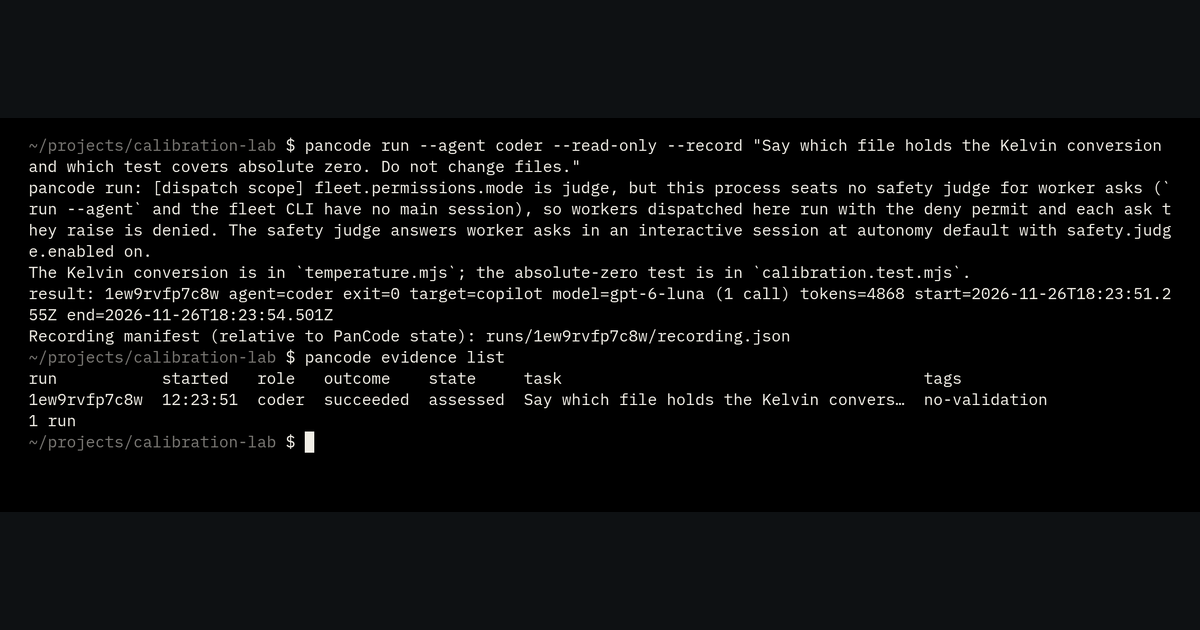 ~/projects/calibration-lab $ pancode run --agent coder --read-only --record "Say which file holds the Kelvin conversion
and which test covers absolute zero. Do not change files."
pancode run: [dispatch scope] fleet.permissions.mode is judge, but this process seats no safety judge for worker asks (`
run --agent` and the fleet CLI have no main session), so workers dispatched here run with the deny permit and each ask t
hey raise is denied. The safety judge answers worker asks in an interactive session at autonomy default with safety.judg
e.enabled on.
The Kelvin conversion is in `temperature.mjs`; the absolute-zero test is in `calibration.test.mjs`.
result: 1ew9rvfp7c8w agent=coder exit=0 target=copilot model=gpt-6-luna (1 call) tokens=4868 start=2026-11-26T18:23:51.2
55Z end=2026-11-26T18:23:54.501Z
Recording manifest (relative to PanCode state): runs/1ew9rvfp7c8w/recording.json
~/projects/calibration-lab $ pancode evidence list
run started role outcome state task tags
1ew9rvfp7c8w 12:23:51 coder succeeded assessed Say which file holds the Kelvin convers… no-validation
1 run
~/projects/calibration-lab $